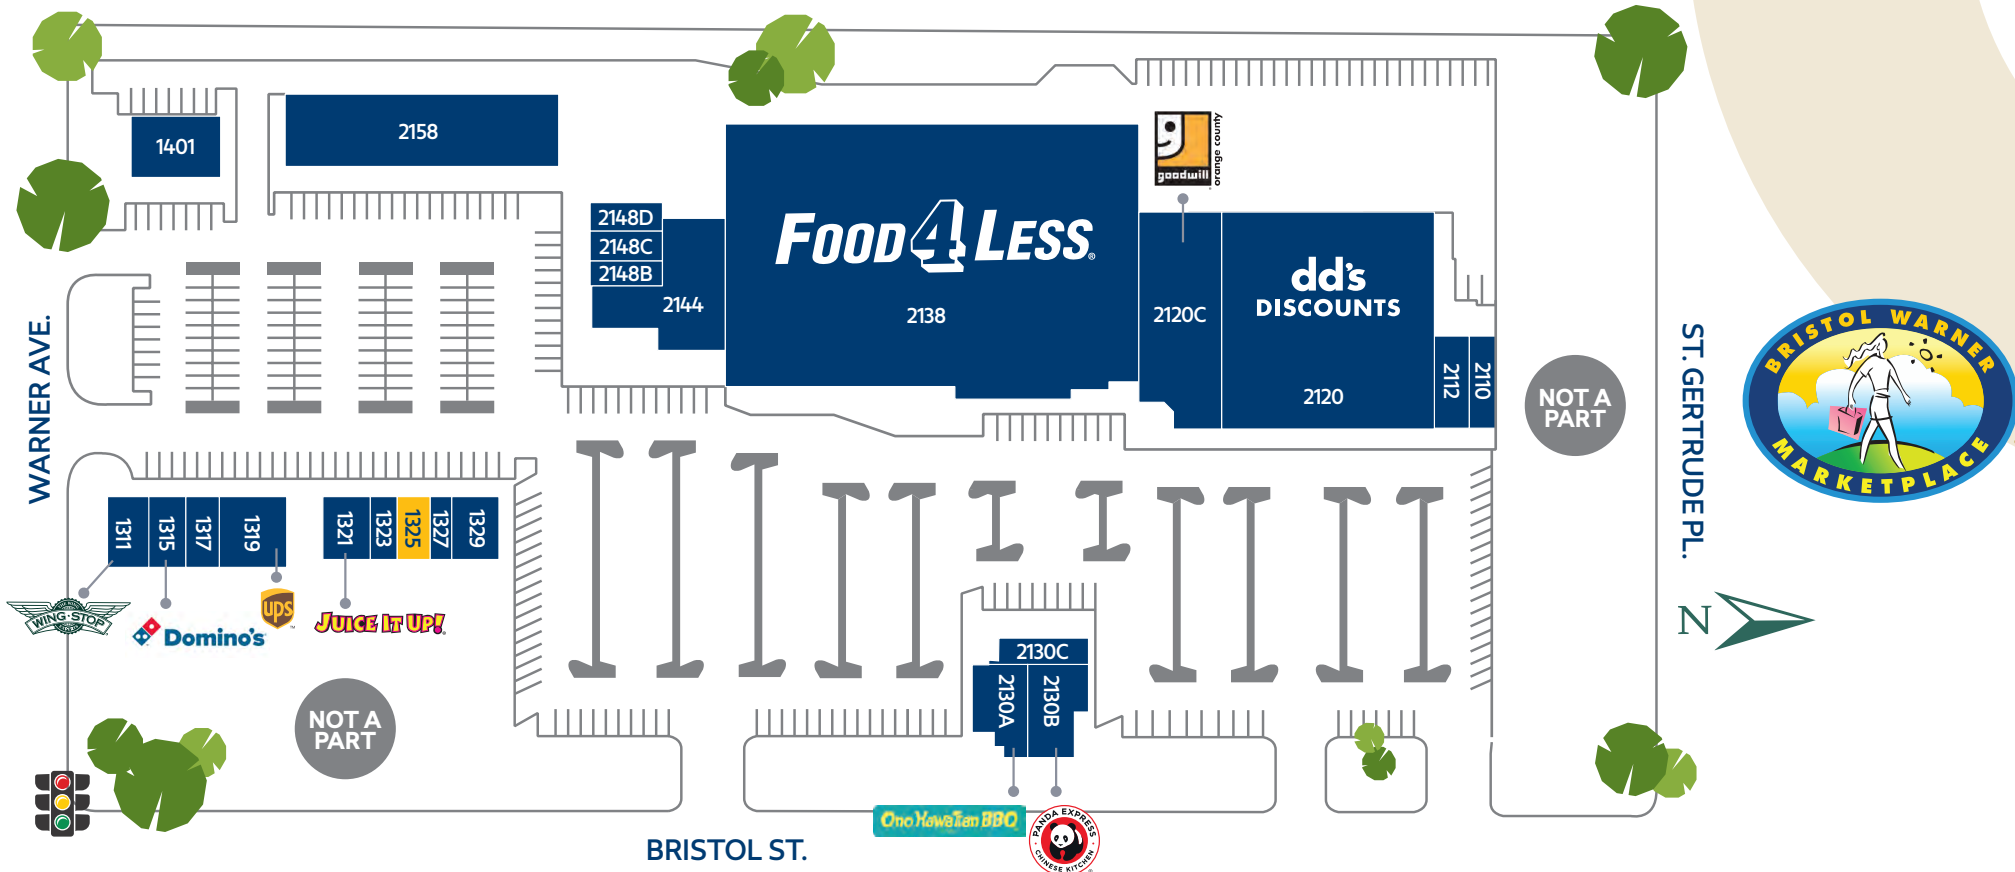 1401
2158
goodwill
orange county
2148D
2148C
2148B
2144
FOOD 4 LESS®
2138
2120C
dd's
DISCOUNTS
2120
2112
2110
NOT A
PART
WARNER AVE.
ST. GERTRUDE PL.
BRISTOL WARNER
MARKETPLACE
1311
1315
1317
1319
1321
1323
1325
1327
1329
WING·STOP
Domino's
UPS
JUICE IT UP!
NOT A
PART
2130C
2130A
2130B
N
Ono Hawaiian BBQ
PANDA EXPRESS
CHINESE KITCHEN
BRISTOL ST.